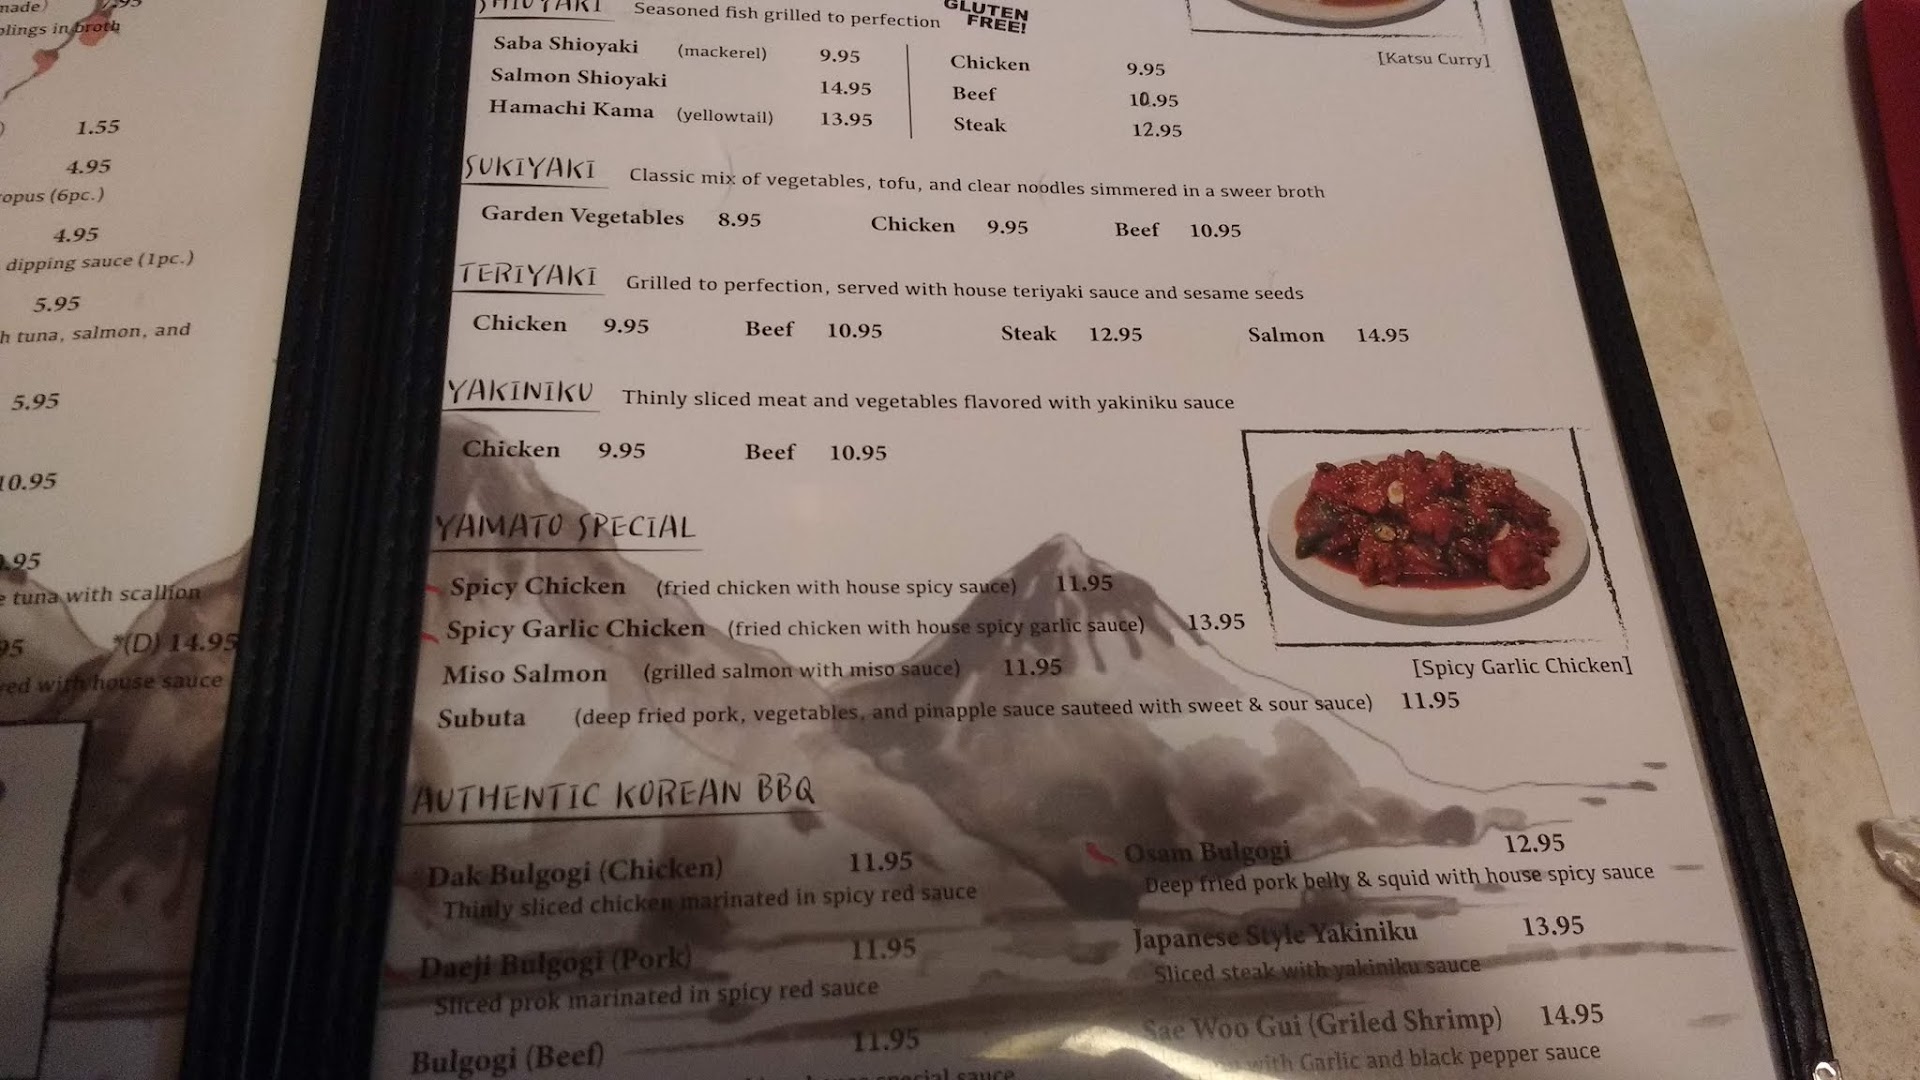 nade)
plings in broth
1.55
4.95
opus (6pc.)
4.95
dipping sauce (1pc.)
5.95
h tuna, salmon, and
5.95
10.95
.95
e tuna with scallion
95 *(D) 14.95
ved with house sauce
SHIOYAKI Seasoned fish grilled to perfection GLUTEN FREE!
Saba Shioyaki (mackerel) 9.95
Salmon Shioyaki 14.95
Hamachi Kama (yellowtail) 13.95
Chicken 9.95
Beef 10.95
Steak 12.95
[Katsu Curry]
SUKIYAKI Classic mix of vegetables, tofu, and clear noodles simmered in a sweer broth
Garden Vegetables 8.95 Chicken 9.95 Beef 10.95
TERIYAKI Grilled to perfection, served with house teriyaki sauce and sesame seeds
Chicken 9.95 Beef 10.95 Steak 12.95 Salmon 14.95
YAKINIKU Thinly sliced meat and vegetables flavored with yakiniku sauce
Chicken 9.95 Beef 10.95
YAMATO SPECIAL
Spicy Chicken (fried chicken with house spicy sauce) 11.95
Spicy Garlic Chicken (fried chicken with house spicy garlic sauce) 13.95
Miso Salmon (grilled salmon with miso sauce) 11.95
Subuta (deep fried pork, vegetables, and pinapple sauce sauteed with sweet & sour sauce) 11.95
[Spicy Garlic Chicken]
AUTHENTIC KOREAN BBQ
Dak Bulgogi (Chicken) 11.95
Thinly sliced chicken marinated in spicy red sauce
Daeji Bulgogi (Pork) 11.95
Sliced prok marinated in spicy red sauce
Bulgogi (Beef) 11.95
special sauce
Osam Bulgogi 12.95
Deep fried pork belly & squid with house spicy sauce
Japanese Style Yakiniku 13.95
Sliced steak with yakiniku sauce
Sae Woo Gui (Griled Shrimp) 14.95
with Garlic and black pepper sauce